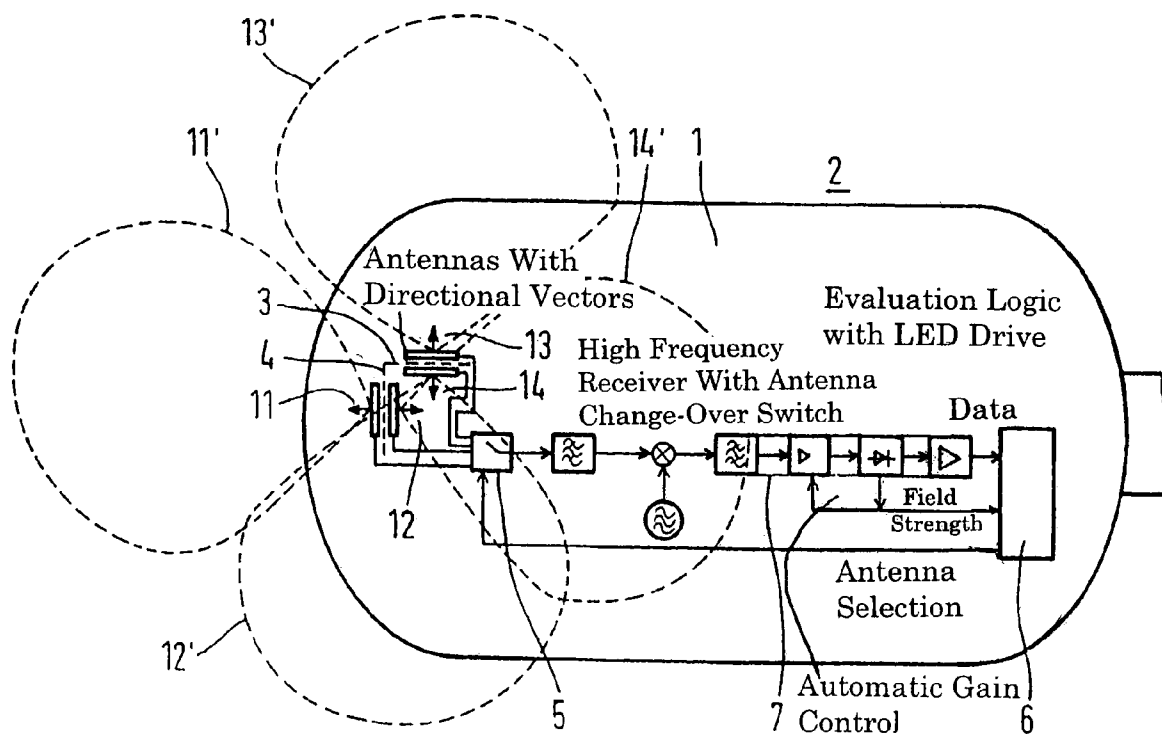 13'
11'
14'
1
2
Antennas With
Directional Vectors
3
4
13
14
11
12
Evaluation Logic
with LED Drive
High Frequency
Receiver With Antenna
Change-Over Switch
Data
Field
Strength
Antenna
Selection
12'
5
7
Automatic Gain
Control
6